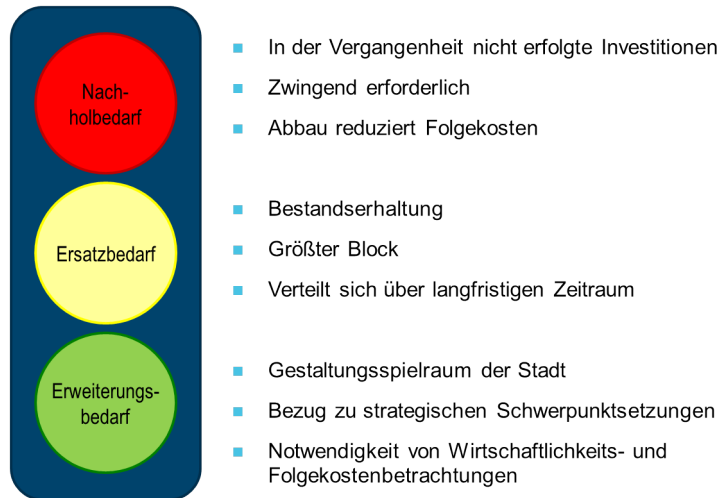 Nach-
holbedarf
In der Vergangenheit nicht erfolgte Investitionen
Zwingend erforderlich
Abbau reduziert Folgekosten
Ersatzbedarf
Bestandserhaltung
Größter Block
Verteilt sich über langfristigen Zeitraum
Erweiterungs-
bedarf
Gestaltungsspielraum der Stadt
Bezug zu strategischen Schwerpunktsetzungen
Notwendigkeit von Wirtschaftlichkeits- und
Folgekostenbetrachtungen